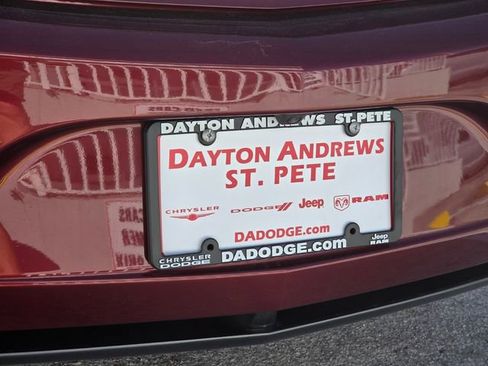 DAYTON ANDREWS ST. PETE
DAYTON ANDREWS
ST. PETE
CHRYSLER DODGE Jeep RAM
DADODGE.com
CHRYSLER DODGE DADODGE.com Jeep RAM